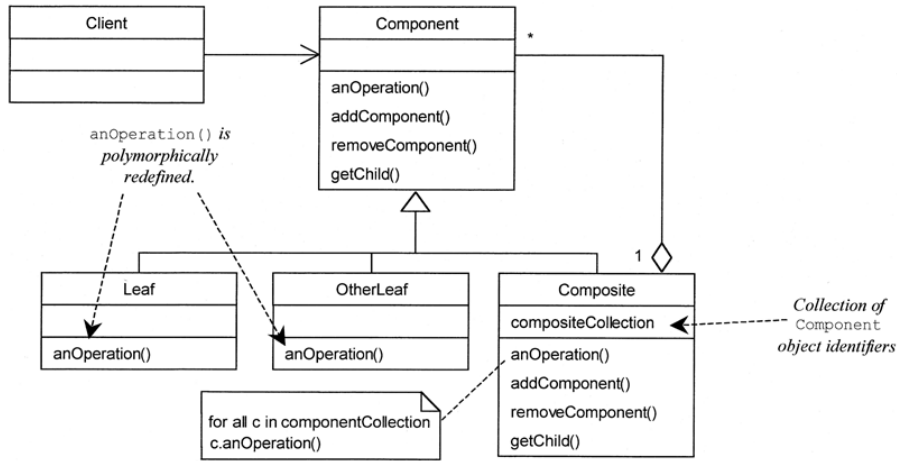 Client
Component
*
anOperation()
addComponent()
removeComponent()
getChild()
anOperation() is
polymorphically
redefined.
1
Leaf
anOperation()
OtherLeaf
anOperation()
Composite
compositeCollection
anOperation()
addComponent()
removeComponent()
getChild()
Collection of
Component
object identifiers
for all c in componentCollection
c.anOperation()